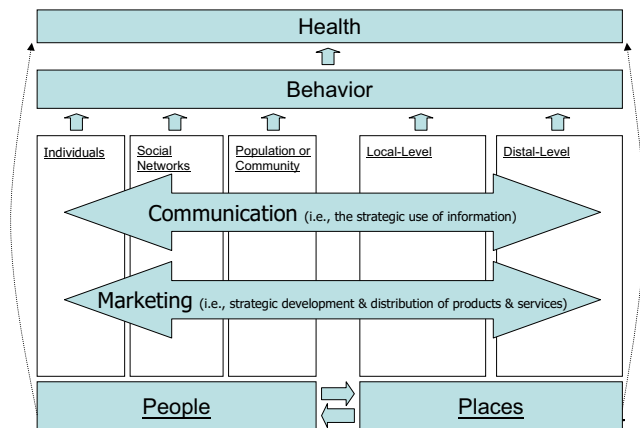 Health
Behavior
Individuals
Social
Networks
Population or
Community
Local-Level
Distal-Level
Communication (i.e., the strategic use of information)
Marketing (i.e., strategic development & distribution of products & services)
People
Places